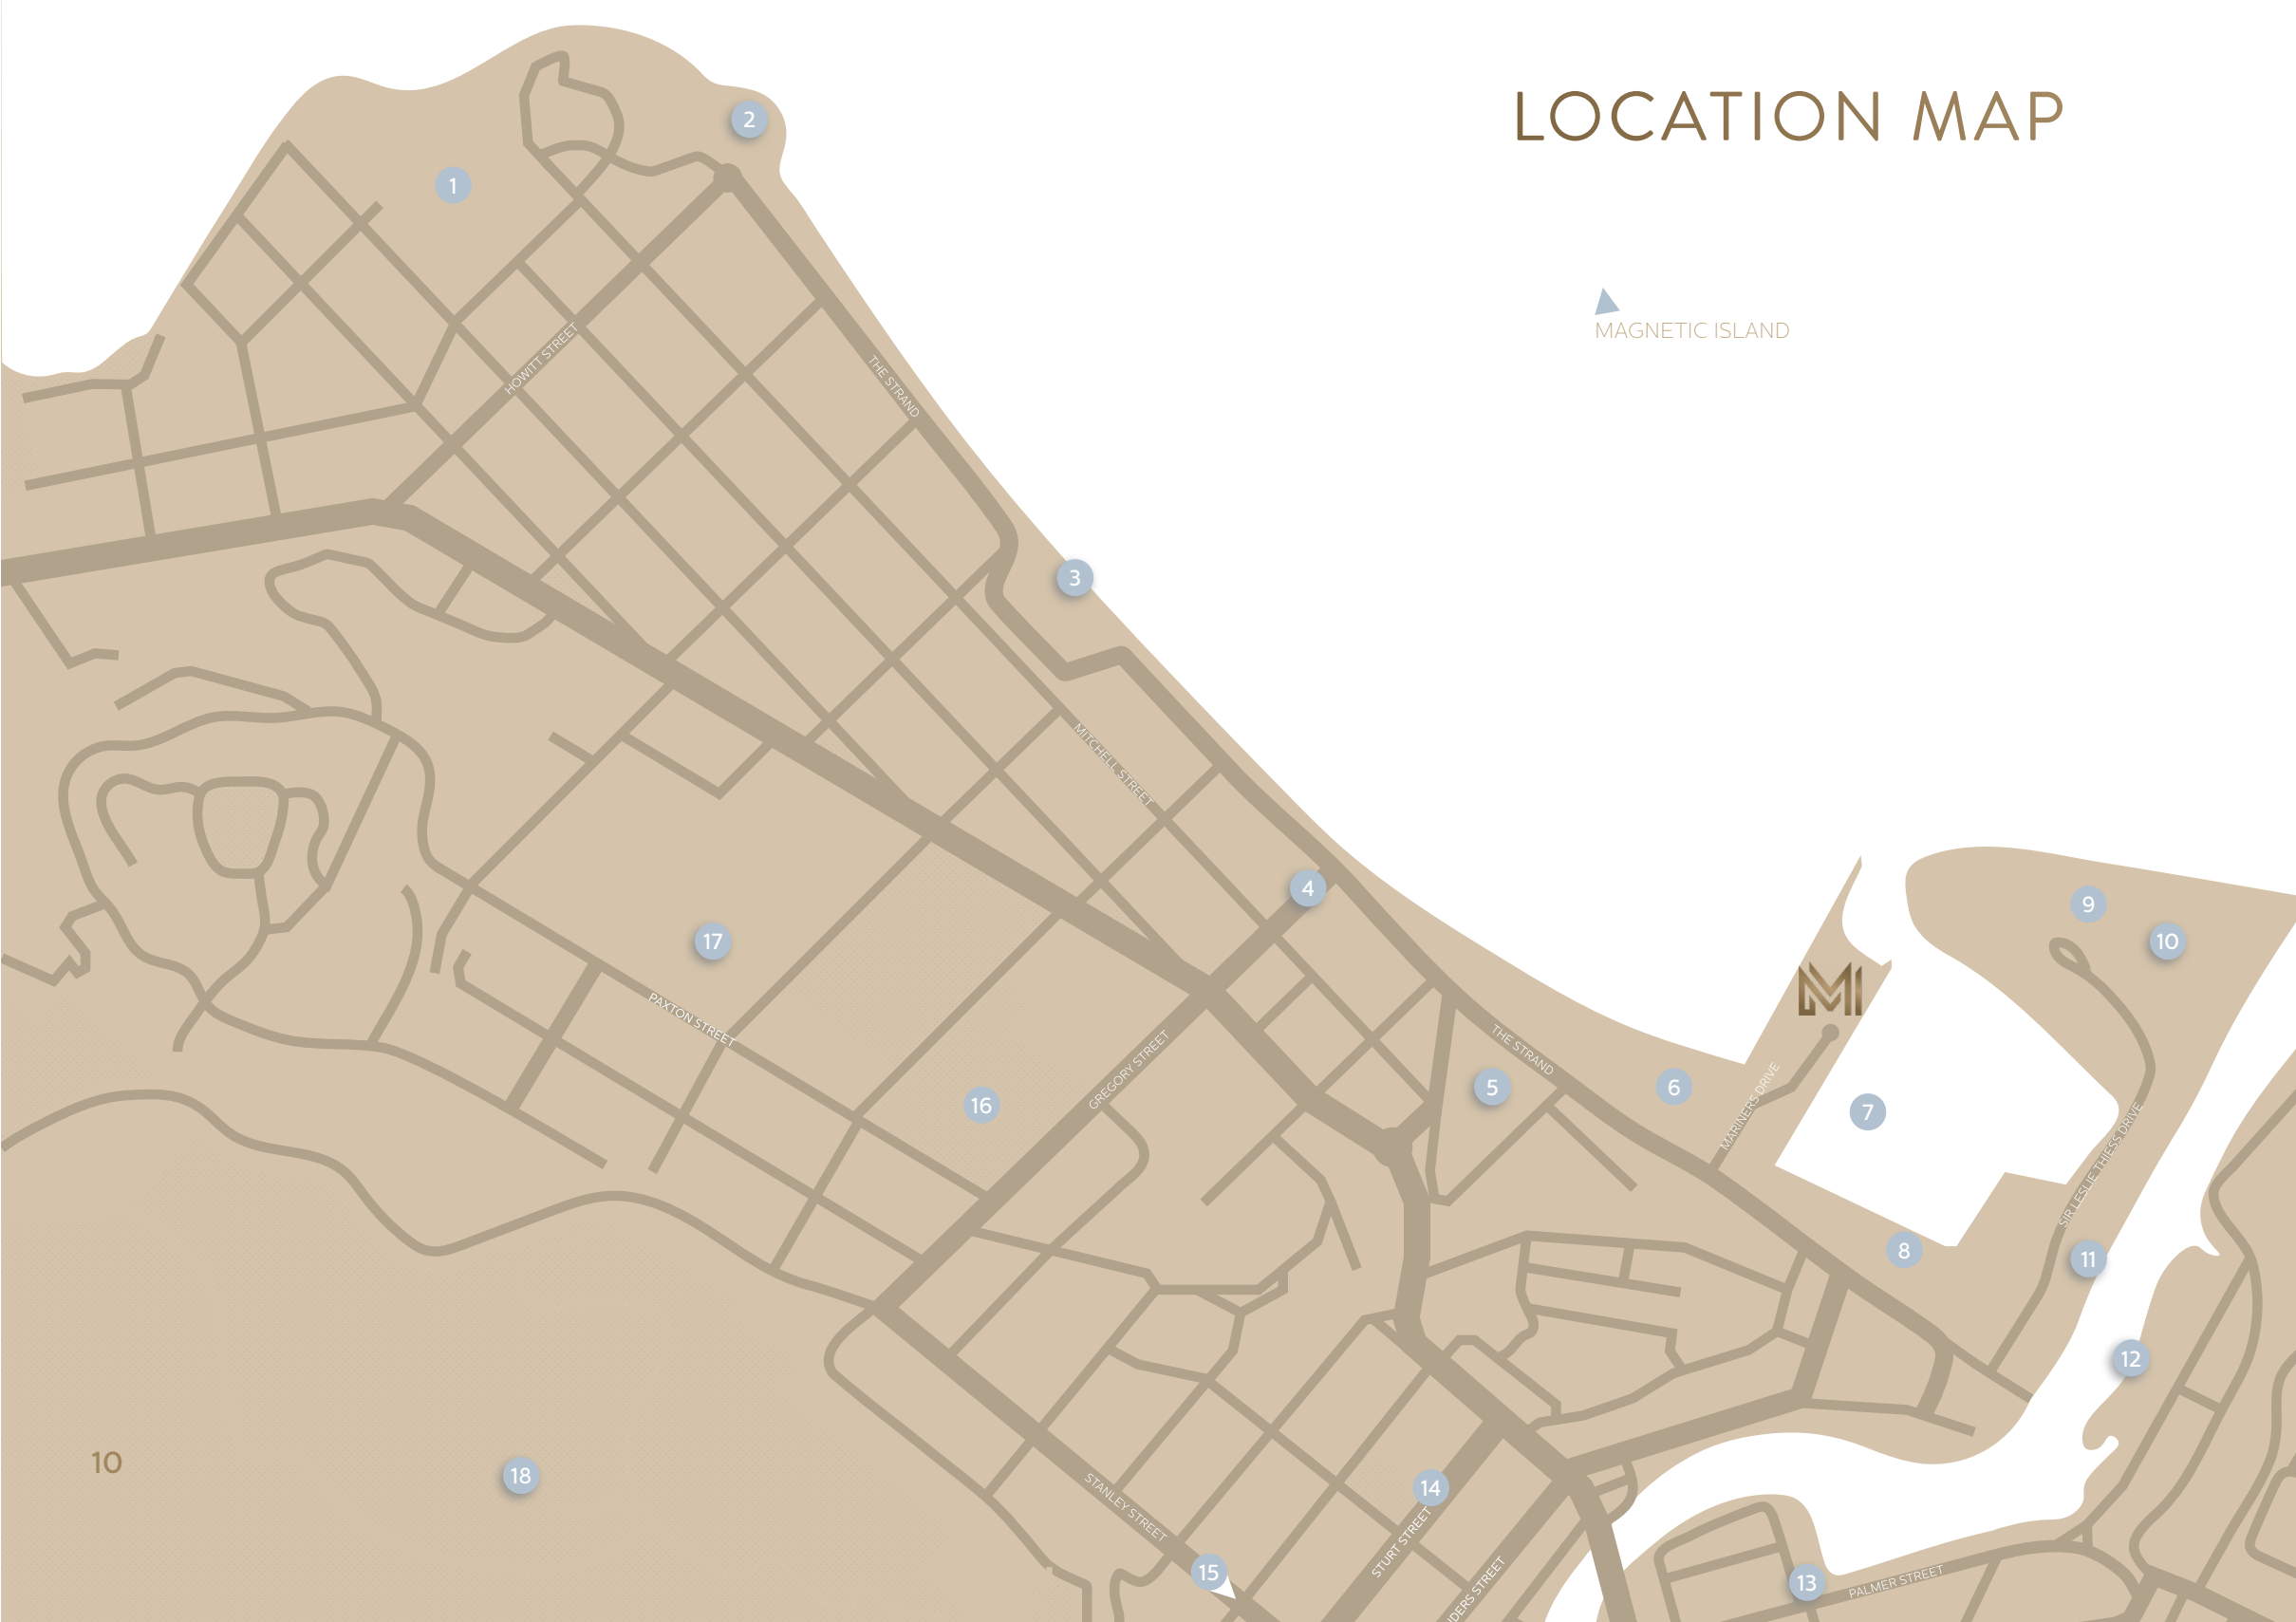 LOCATION MAP
2
1
MAGNETIC ISLAND
HOWITT STREET
THE STRAND
3
MITCHELL STREET
4
9
17
10
M
PAXTON STREET
GREGORY STREET
THE STRAND
5
6
MARINERS DRIVE
7
16
SIR LESLIE THIESS DRIVE
8
11
12
10
18
STANLEY STREET
14
STURT STREET
15
DERS STREET
13
PALMER STREET